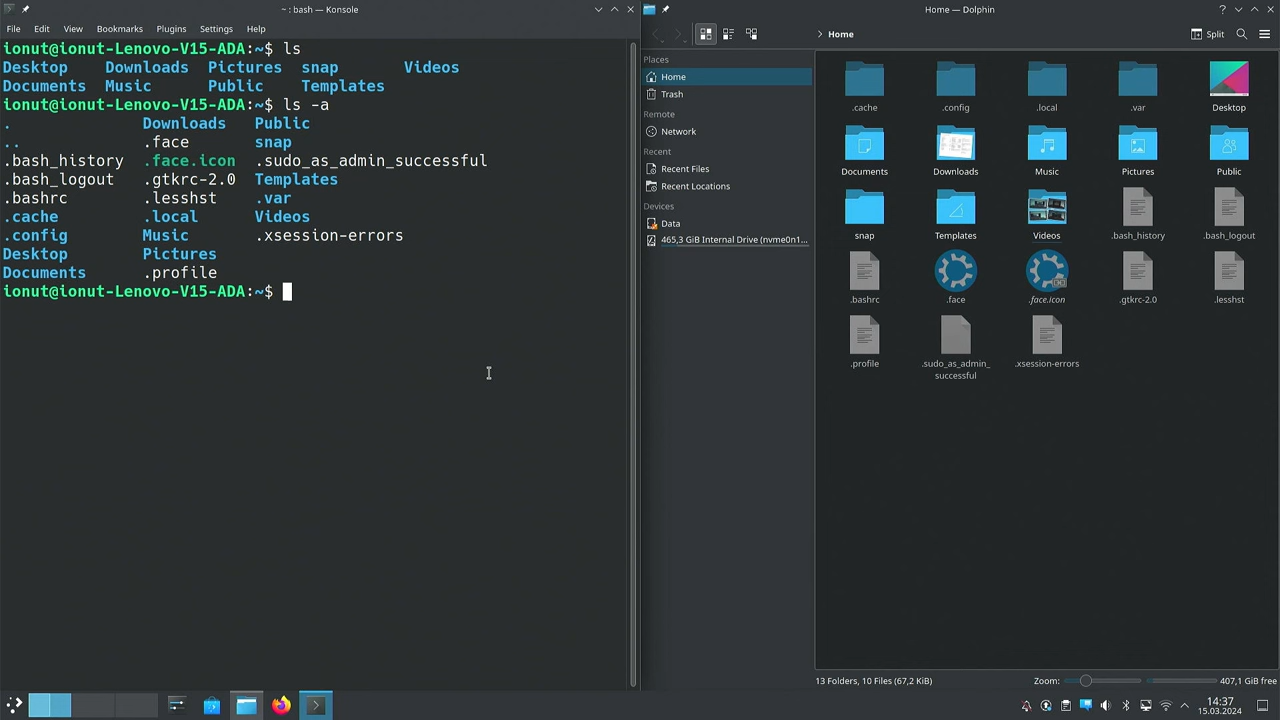 ~ : bash — Konsole
File Edit View Bookmarks Plugins Settings Help
ionut@ionut-Lenovo-V15-ADA:~$ ls
Desktop Downloads Pictures snap Videos
Documents Music Public Templates
ionut@ionut-Lenovo-V15-ADA:~$ ls -a
. Downloads Public
.. .face snap
.bash_history .face.icon .sudo_as_admin_successful
.bash_logout .gtkrc-2.0 Templates
.bashrc .lesshst .var
.cache .local Videos
.config Music .xsession-errors
Desktop Pictures
Documents .profile
ionut@ionut-Lenovo-V15-ADA:~$
Home — Dolphin
Home
Split
Places
Home
Trash
Remote
Network
Recent
Recent Files
Recent Locations
Devices
Data
465,3 GiB Internal Drive (nvme0n1...
.cache .config .local .var Desktop
Documents Downloads Music Pictures Public
snap Templates Videos .bash_history .bash_logout
.bashrc .face .face.icon .gtkrc-2.0 .lesshst
.profile .sudo_as_admin_ .xsession-errors
successful
13 Folders, 10 Files (67,2 KiB) Zoom: 407,1 GiB free
14:37
15.03.2024